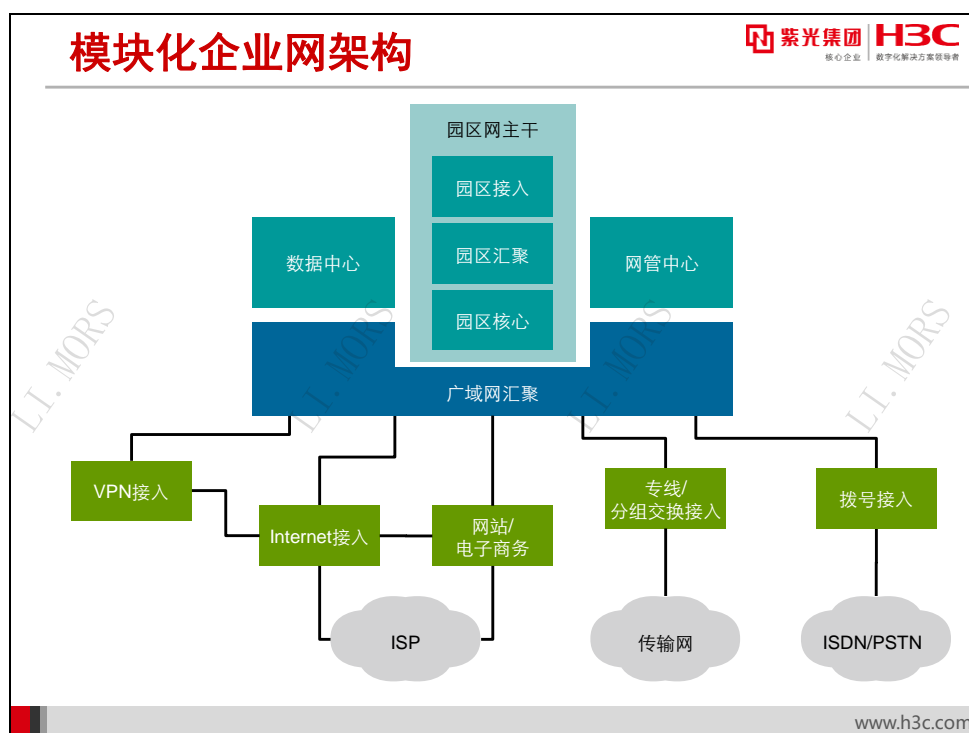 模块化企业网架构
紫光集团 H3C
核心企业 数字化解决方案领导者
园区网主干
园区接入
数据中心
园区汇聚
网管中心
园区核心
LI.MORS
LI.MORS
LI.MORS
广域网汇聚
VPN接入
Internet接入
网站/
电子商务
专线/
分组交换接入
拨号接入
ISP
传输网
ISDN/PSTN
www.h3c.com